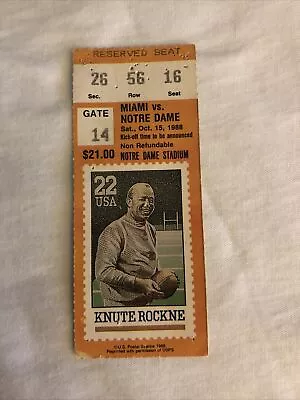 RESERVED SEAT
26 56 16
Sec. Row Seat
GATE
14
$21.00
MIAMI vs.
NOTRE DAME
Sat., Oct. 15, 1988
Kick-off time to be announced
Non Refundable
NOTRE DAME STADIUM
22
USA
KNUTE ROCKNE
©U.S. Postal Service 1988
Reprinted with permission of USPS